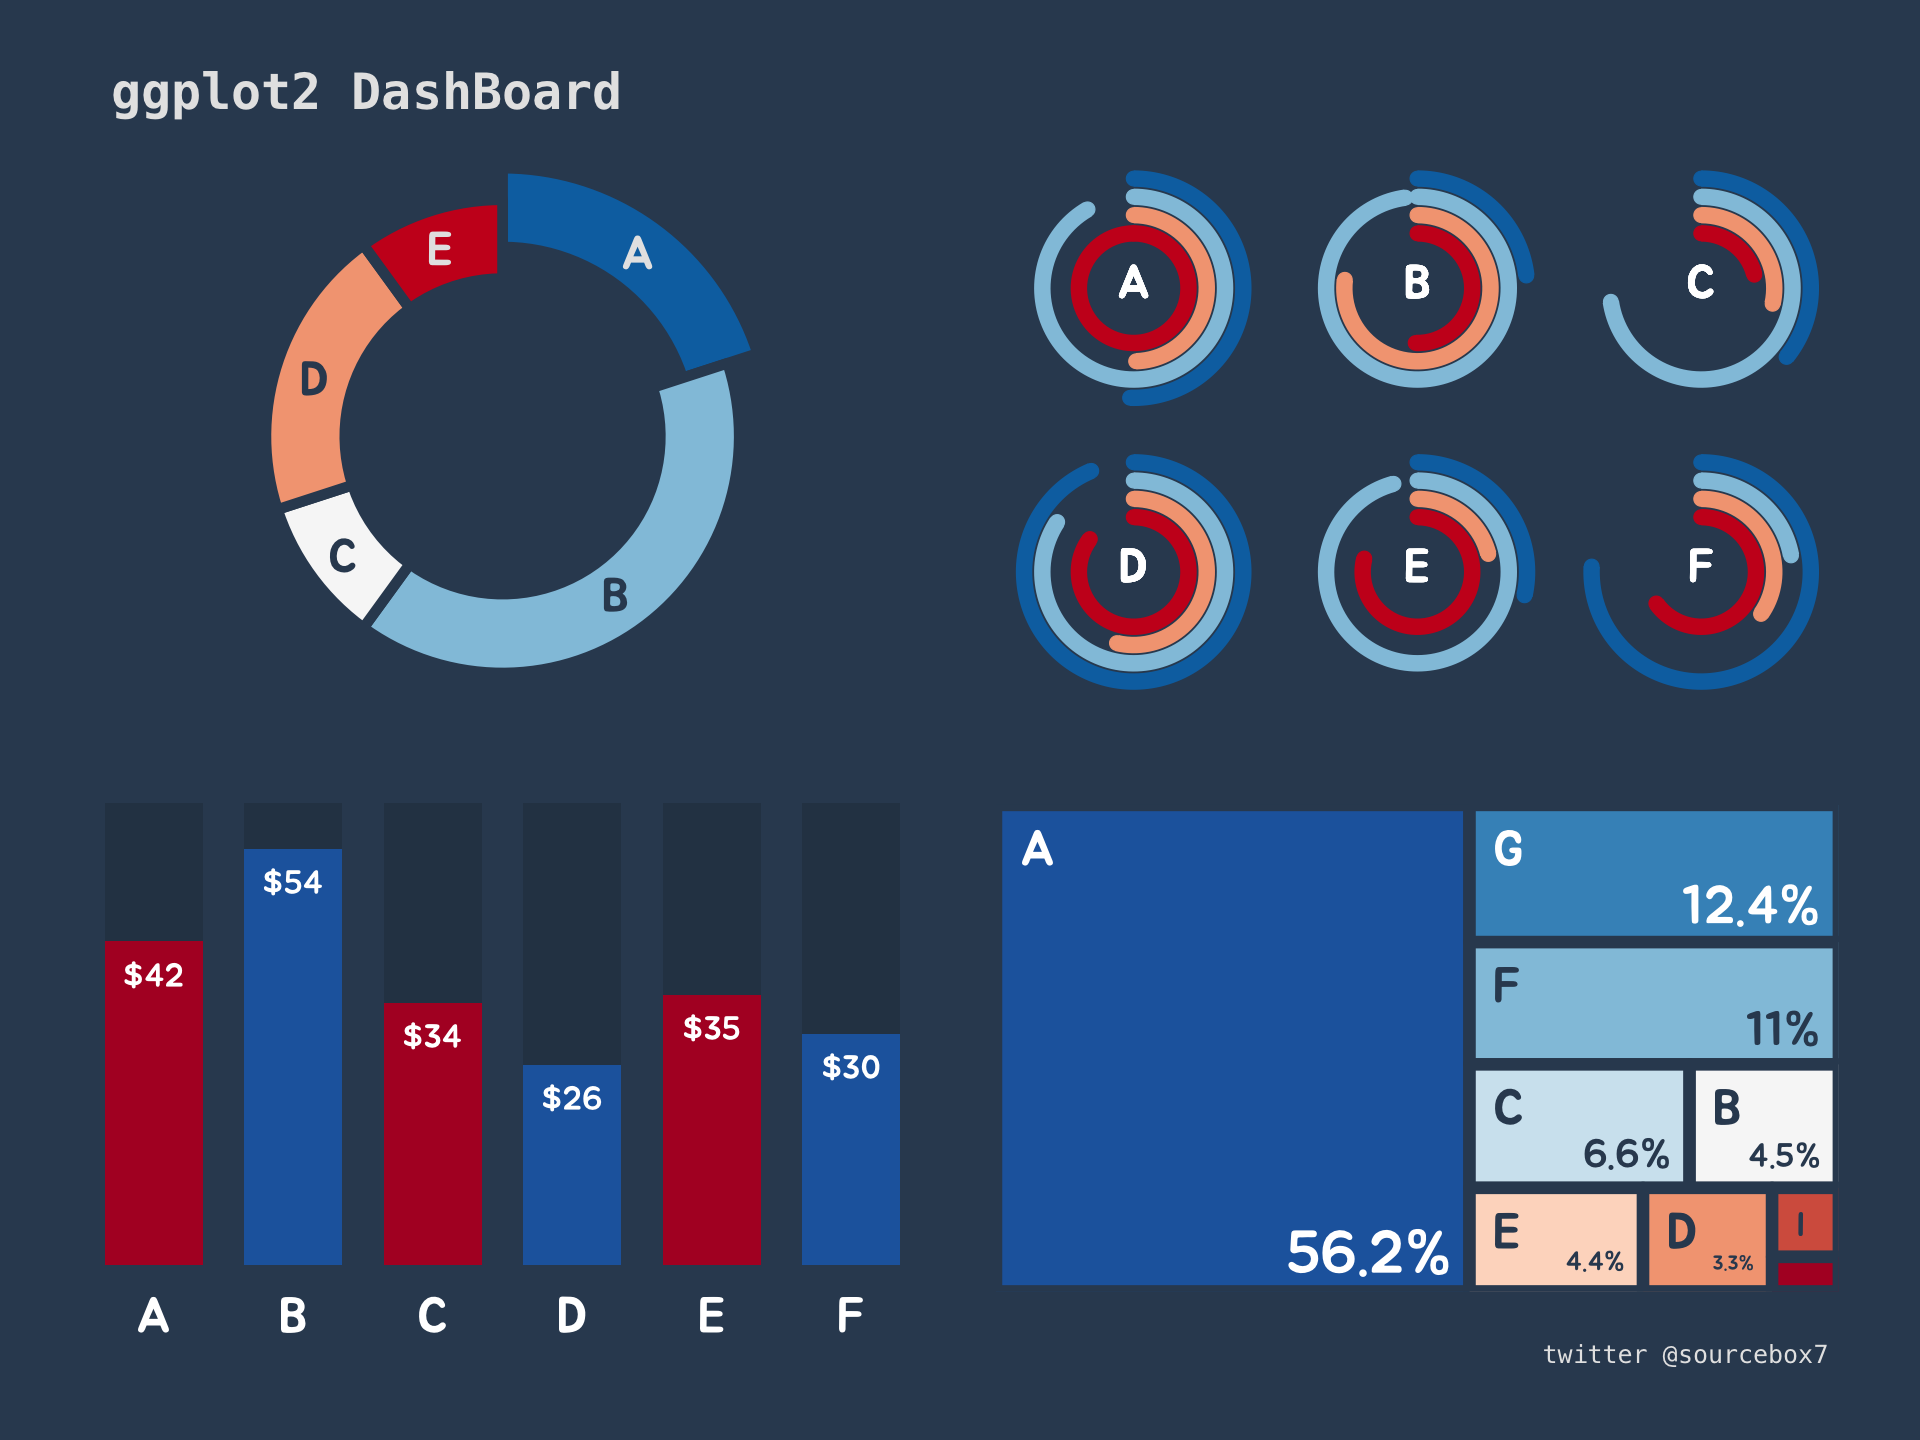 ggplot2 DashBoard
A
E
D
C
B
A
B
C
D
E
F
$42
$54
$34
$26
$35
$30
A
B
C
D
E
F
A
56.2%
G
12.4%
F
11%
C
6.6%
B
4.5%
E
4.4%
D
3.3%
I
twitter @sourcebox7